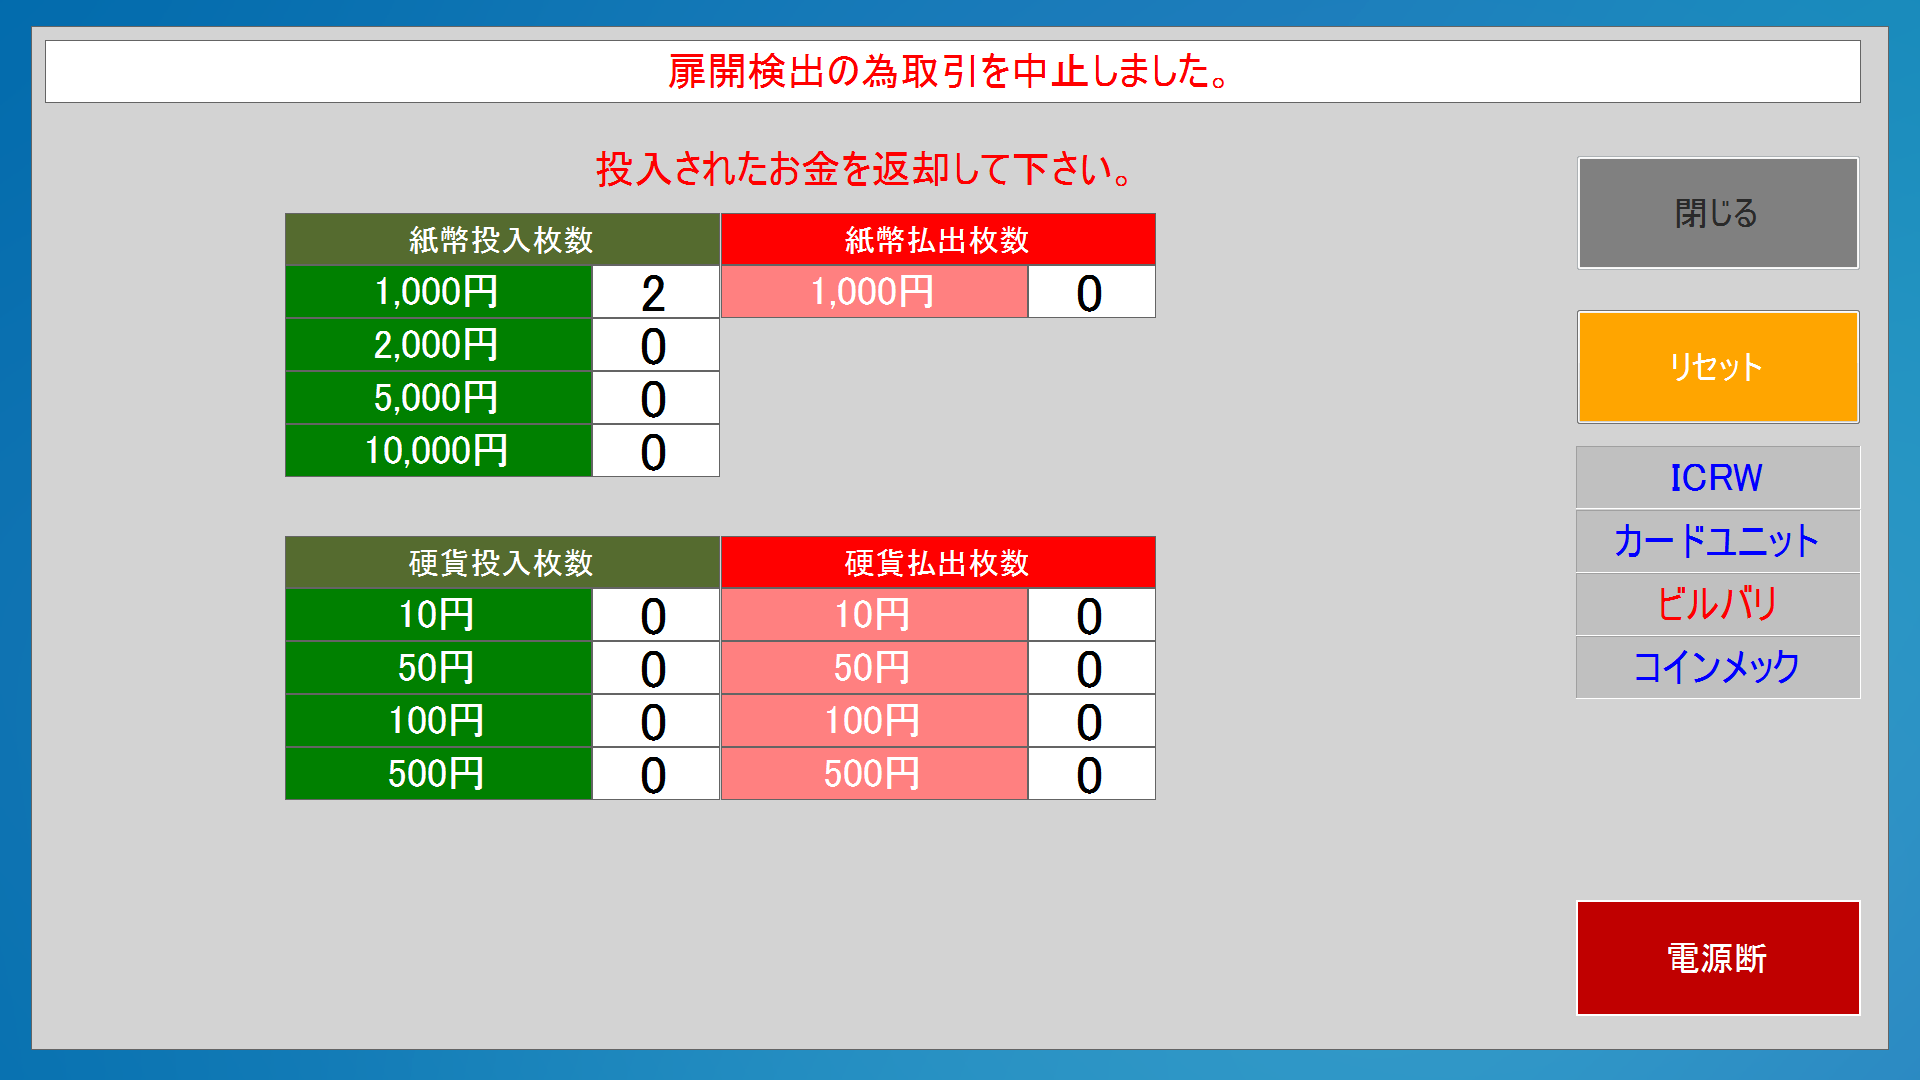 扉開検出の為取引を中止しました。
投入されたお金を返却して下さい。
紙幣投入枚数 紙幣払出枚数
1,000円 2 1,000円 0
2,000円 0
5,000円 0
10,000円 0
硬貨投入枚数 硬貨払出枚数
10円 0 10円 0
50円 0 50円 0
100円 0 100円 0
500円 0 500円 0
閉じる
リセット
ICRW
カードユニット
ビルバリ
コインメック
電源断